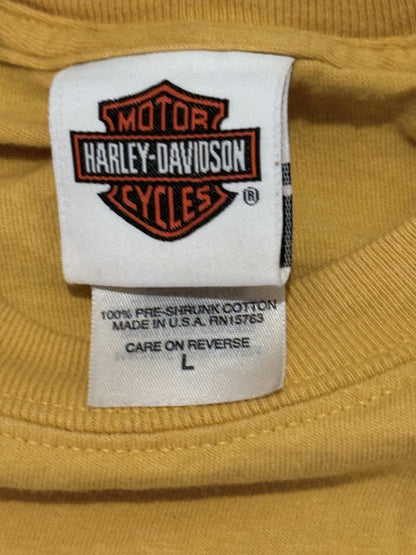 MOTOR
HARLEY-DAVIDSON
CYCLES
®
100% PRE-SHRUNK COTTON
MADE IN U.S.A. RN15763
CARE ON REVERSE
L